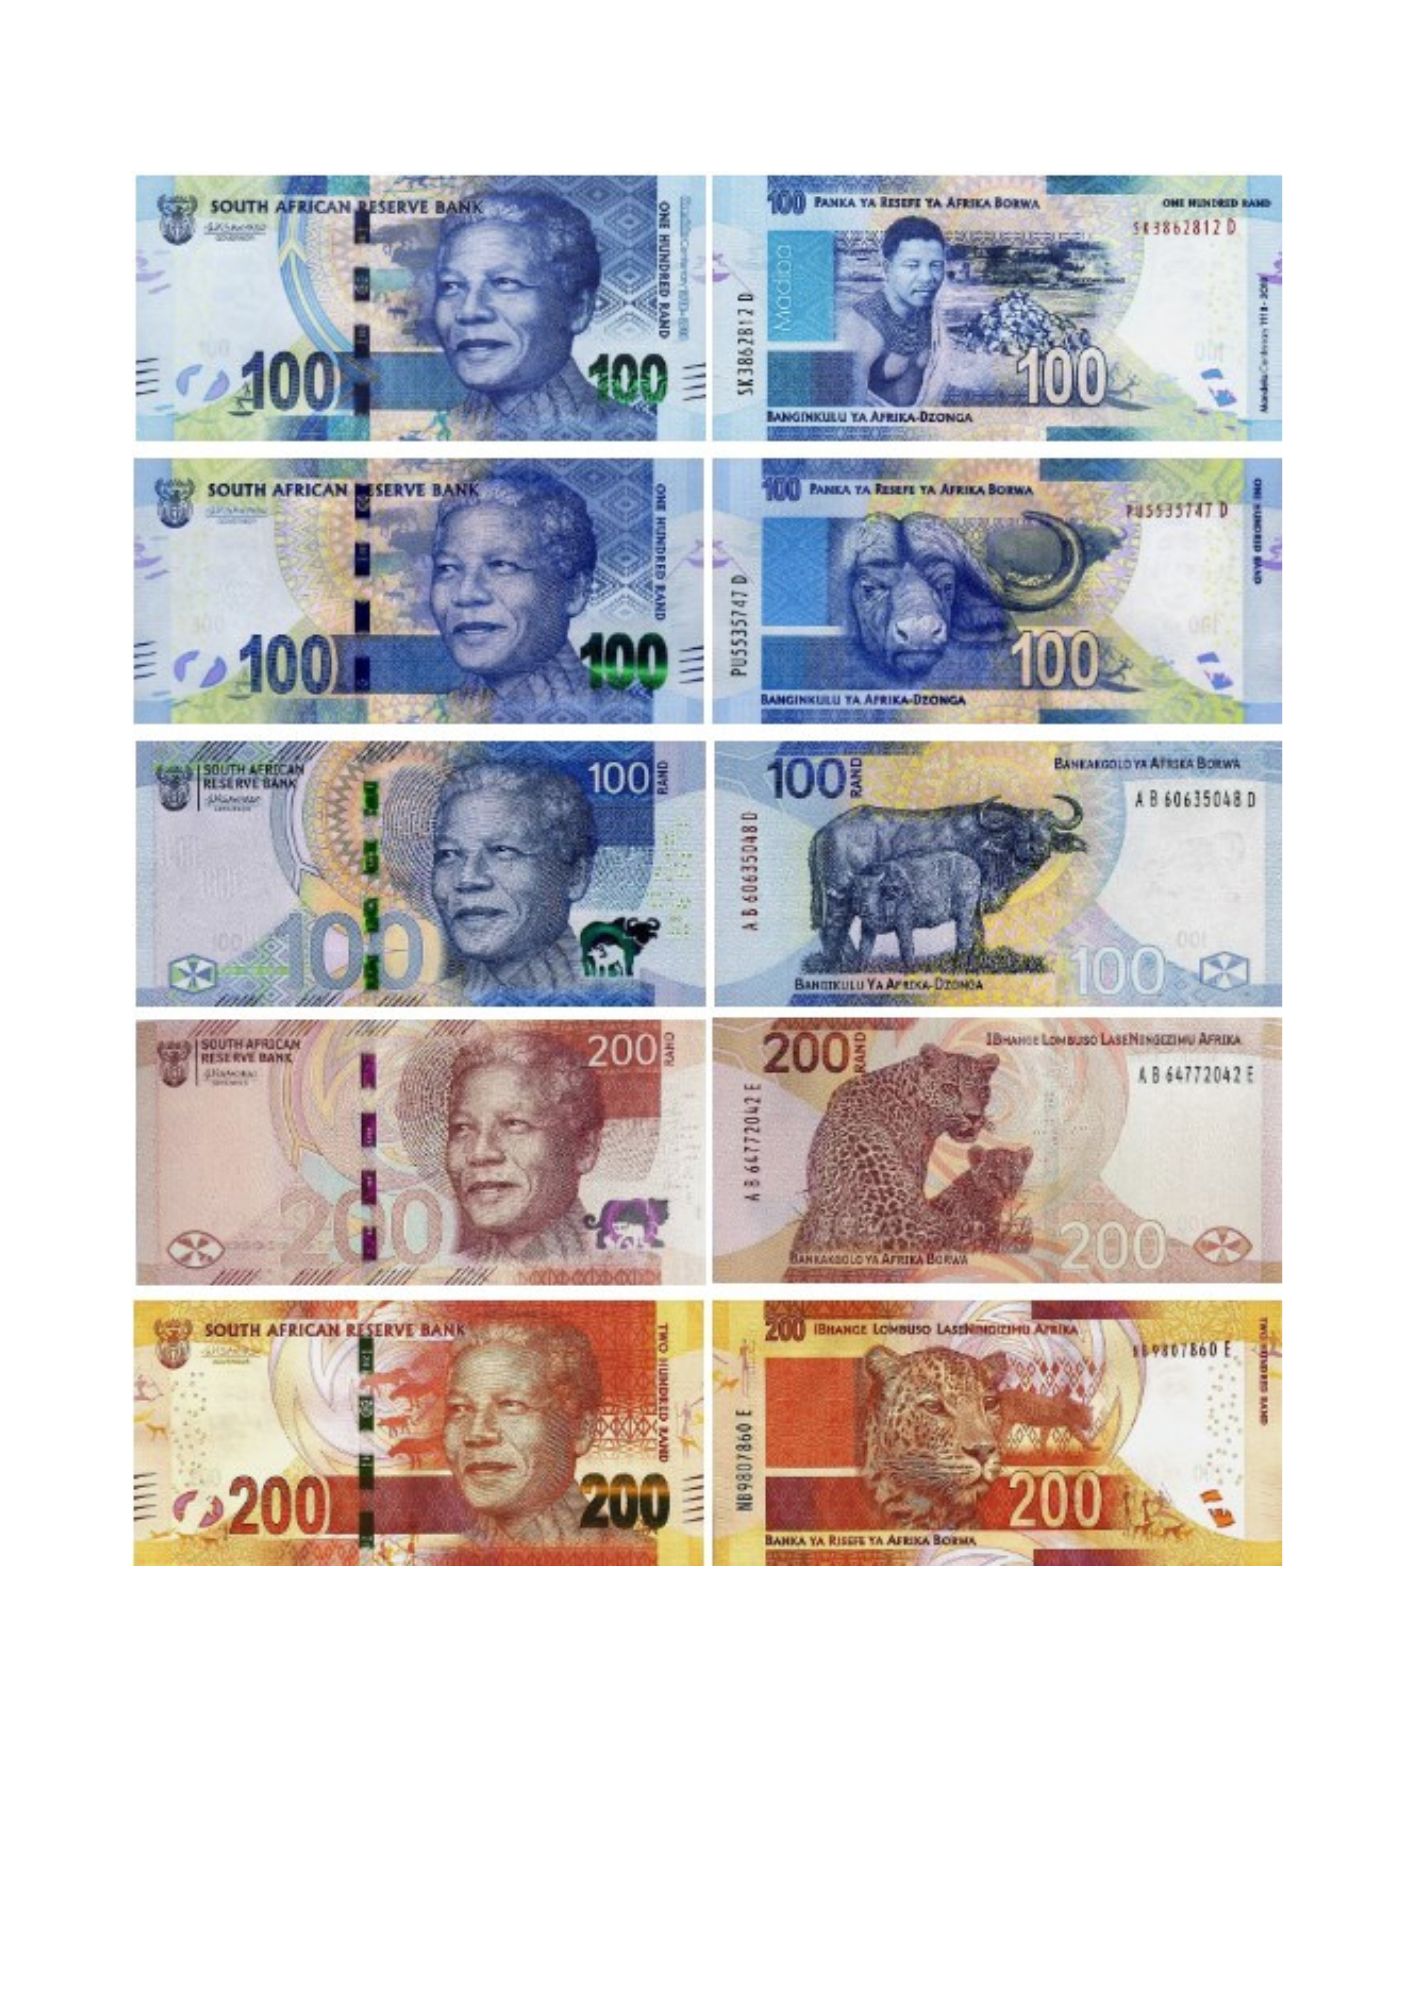 SOUTH AFRICAN RESERVE BANK
GOVERNOR
ONE HUNDRED RAND
100
100
100 PANKA YA RESEFE YA AFRIKA BORWA
ONE HUNDRED RAND
SK3862812 D
SK3862812 D
Madiba
100
BANGINKULU YA AFRIKA-DZONGA
SOUTH AFRICAN RESERVE BANK
GOVERNOR
ONE HUNDRED RAND
100
100
100 PANKA YA RESEFE YA AFRIKA BORWA
PU5535747 D
ONE HUNDRED RAND
PU5535747 D
100
BANGINKULU YA AFRIKA-DZONGA
SOUTH AFRICAN
RESERVE BANK
100 RAND
100
100 RAND
BANKAKGOLO YA AFRIKA BORWA
A B 60635048 D
A B 60635048 D
100
BANGIKULU YA AFRIKA-DZONGA
SOUTH AFRICAN
RESERVE BANK
200 RAND
200
200 RAND
IBHANGE LOMBUSO LASENINGIZIMU AFRIKA
A B 64772042 E
A B 64772042 E
200
BANKAKGOLO YA AFRIKA BORWA
SOUTH AFRICAN RESERVE BANK
TWO HUNDRED RAND
200
200
200 IBHANGE LOMBUSO LASENINGIZIMU AFRIKA
NB9807860 E
TWO HUNDRED RAND
NB9807860 E
200
BANKA YA RISEFE YA AFRIKA BORWA